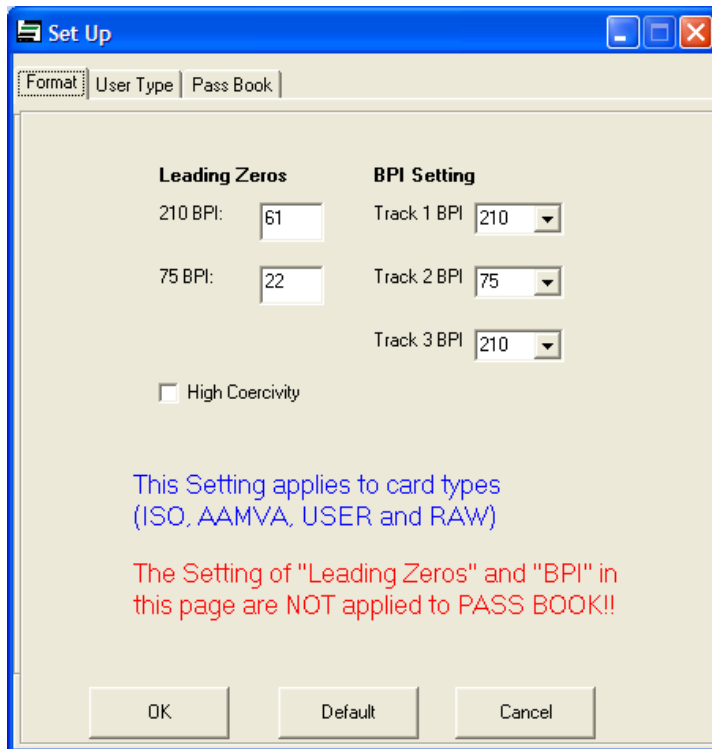 Set Up
Format User Type Pass Book
Leading Zeros BPI Setting
210 BPI: 61 Track 1 BPI 210
75 BPI: 22 Track 2 BPI 75
Track 3 BPI 210
High Coercivity
This Setting applies to card types
(ISO, AAMVA, USER and RAW)
The Setting of "Leading Zeros" and "BPI" in
this page are NOT applied to PASS BOOK!!
OK Default Cancel